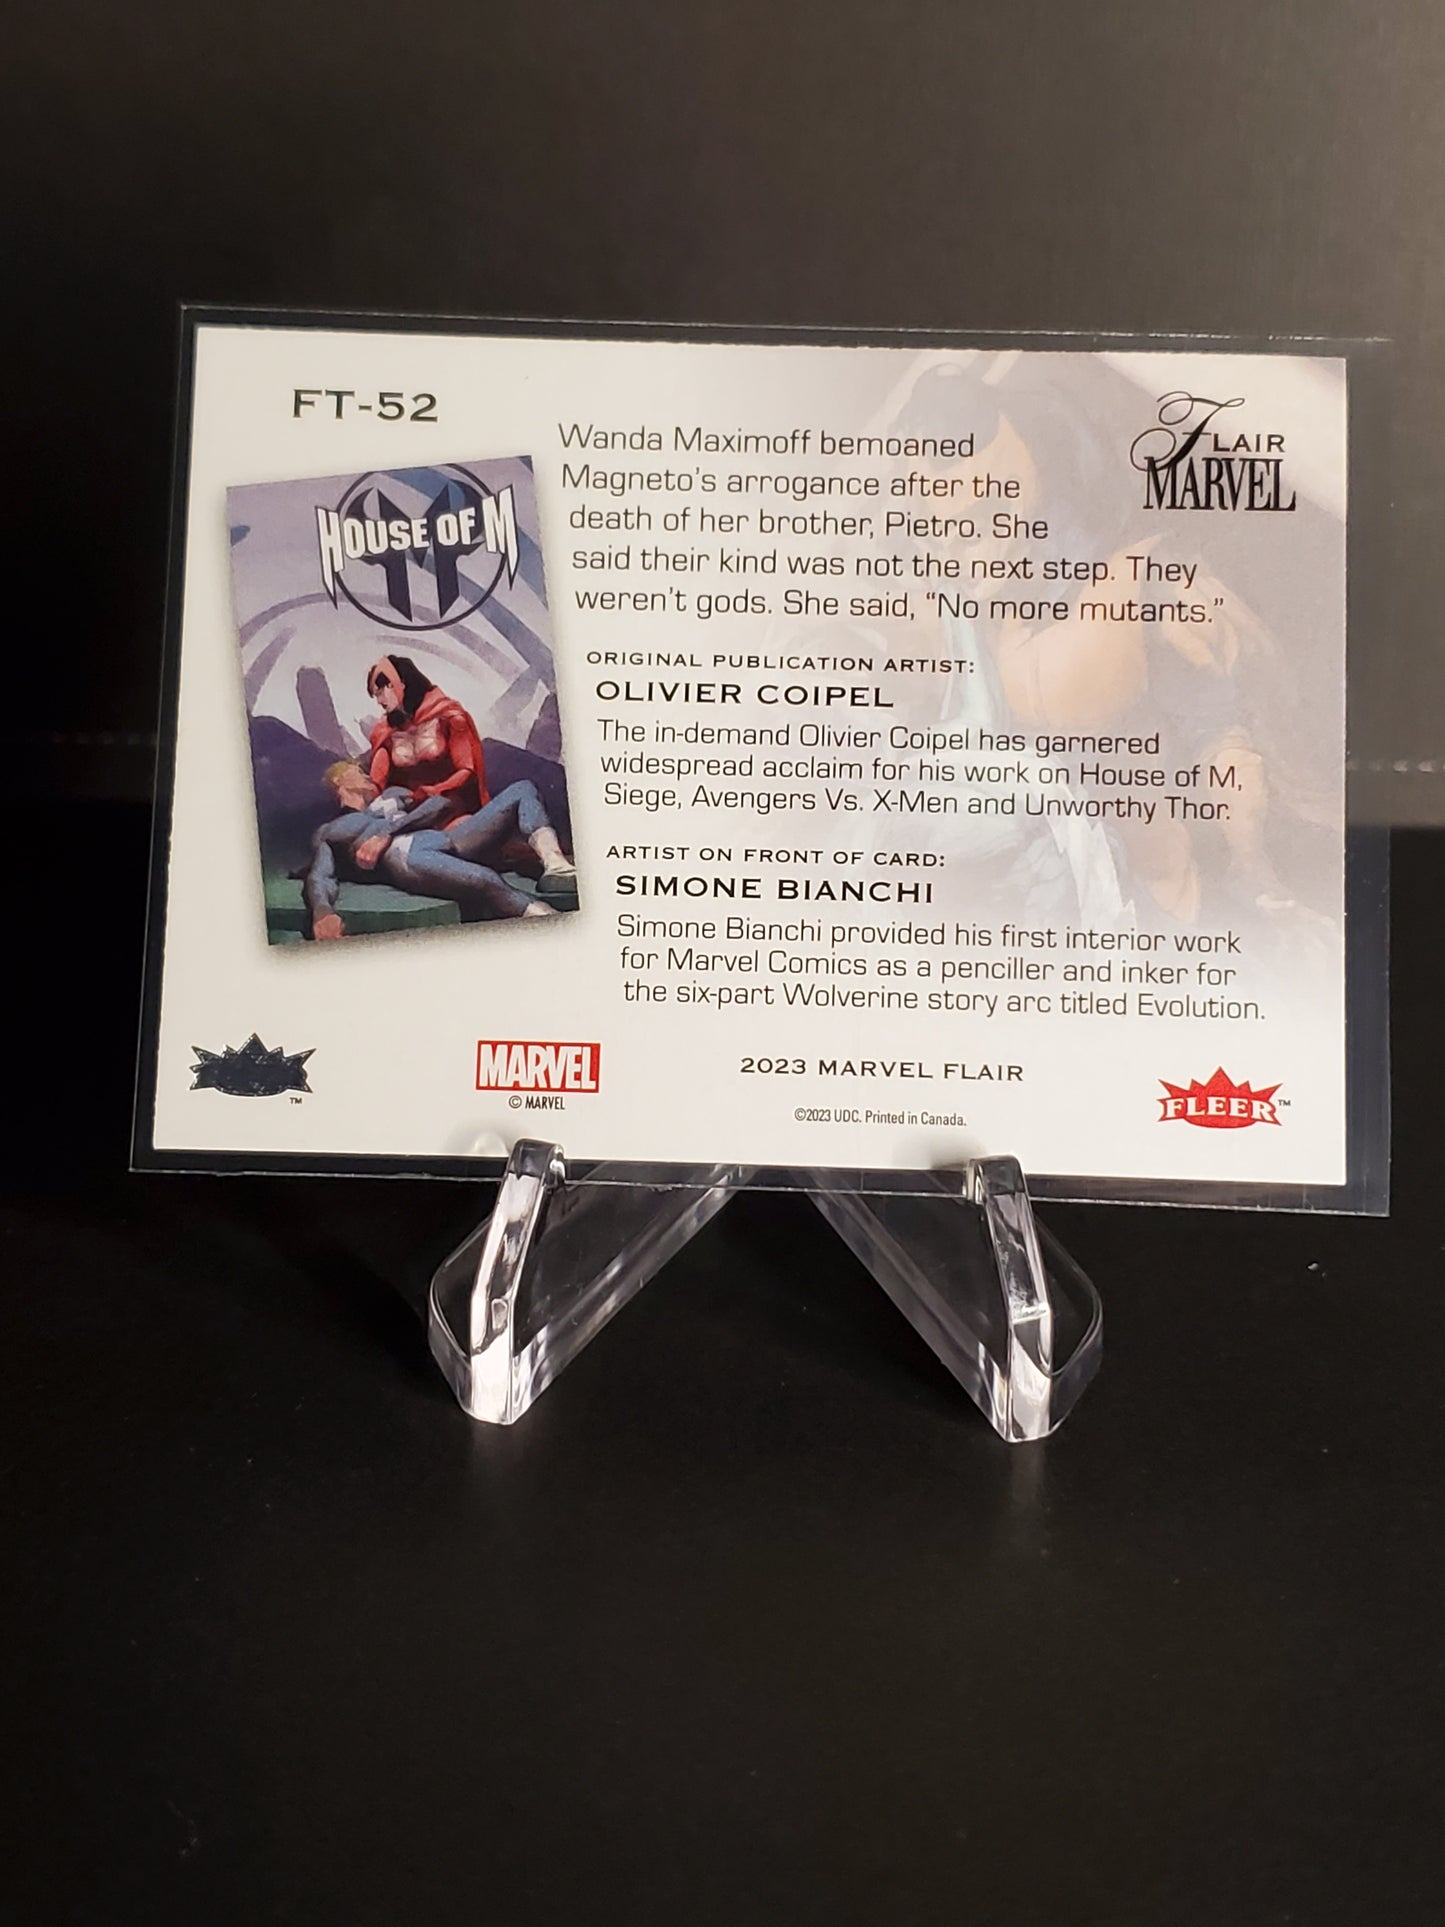 FT-52
HOUSE OF M
FLAIR
MARVEL
Wanda Maximoff bemoaned
Magneto's arrogance after the
death of her brother, Pietro. She
said their kind was not the next step. They
weren't gods. She said, “No more mutants.”
ORIGINAL PUBLICATION ARTIST:
OLIVIER COIPEL
The in-demand Olivier Coipel has garnered
widespread acclaim for his work on House of M,
Siege, Avengers Vs. X-Men and Unworthy Thor.
ARTIST ON FRONT OF CARD:
SIMONE BIANCHI
Simone Bianchi provided his first interior work
for Marvel Comics as a penciller and inker for
the six-part Wolverine story arc titled Evolution.
TM
MARVEL
© MARVEL
2023 MARVEL FLAIR
©2023 UDC. Printed in Canada.
FLEER TM